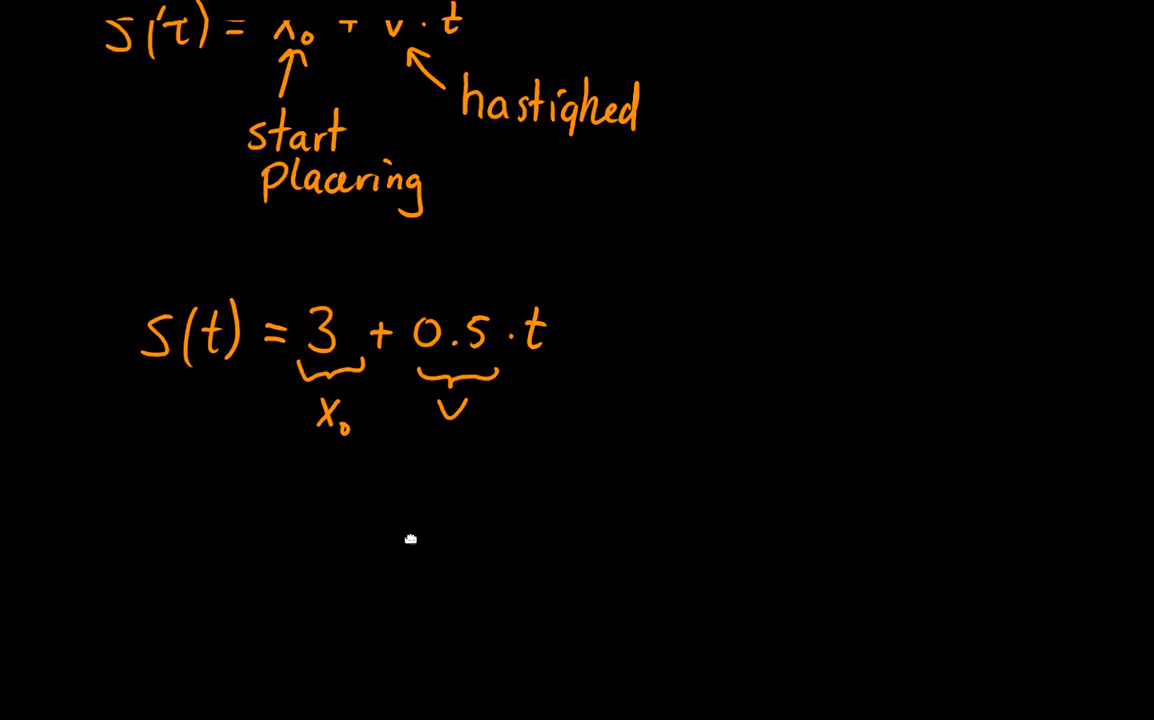 S(t) = x₀ + v · t
hastighed
start
placering
S(t) = 3 + 0.5 · t
x₀ v